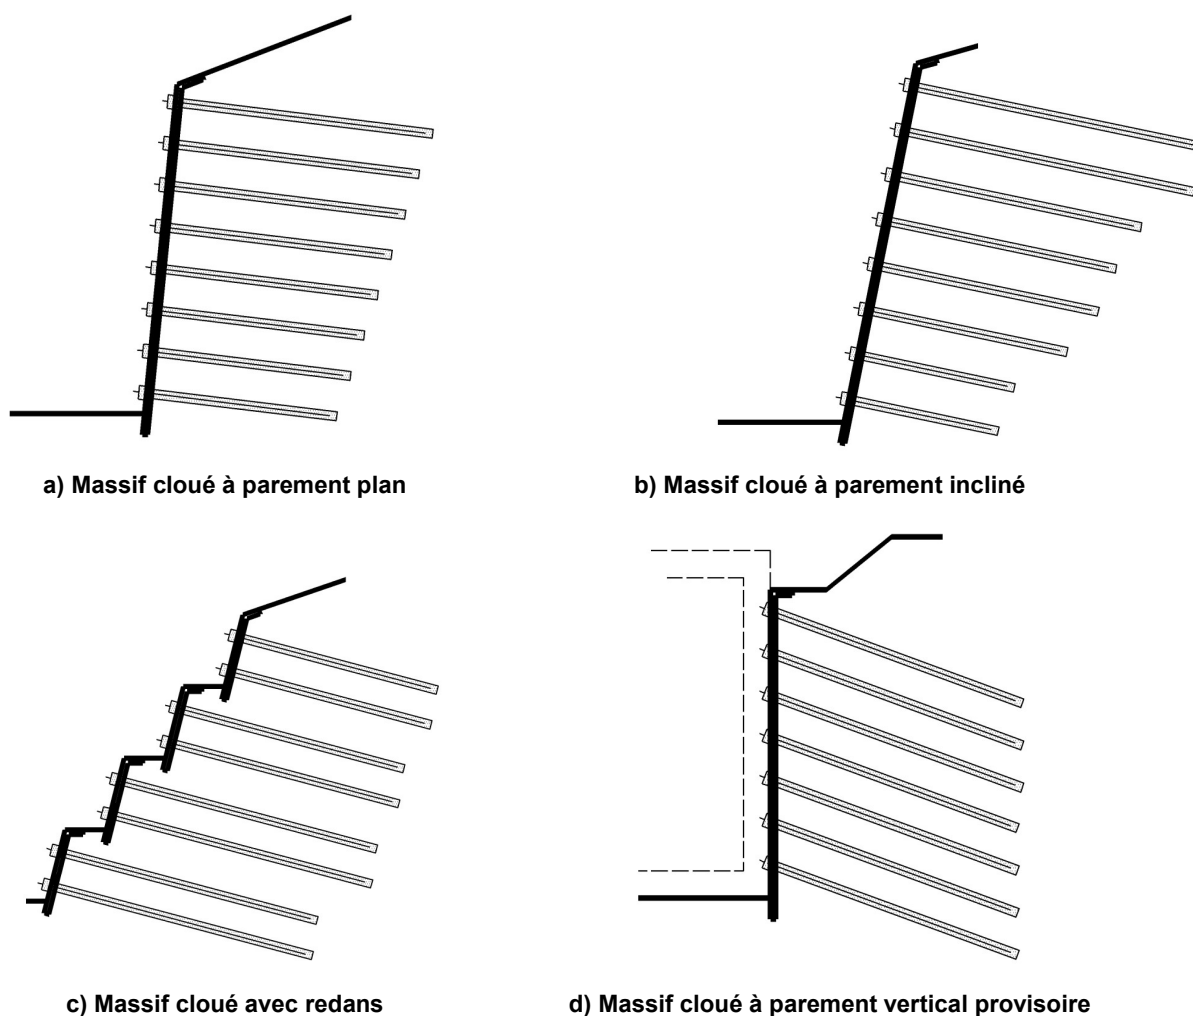 a) Massif cloué à parement plan
b) Massif cloué à parement incliné
c) Massif cloué avec redans
d) Massif cloué à parement vertical provisoire